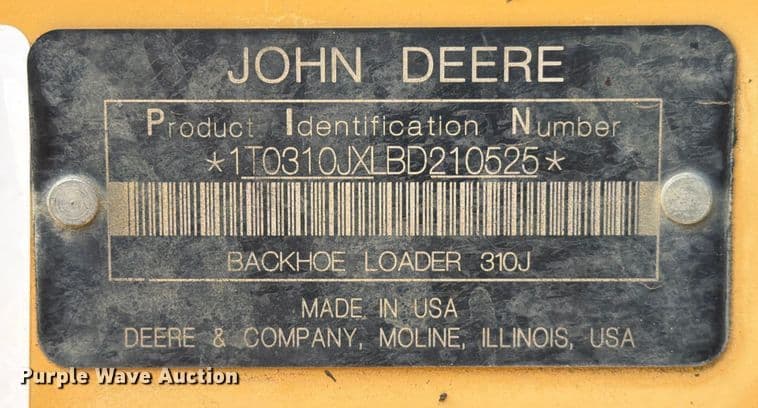 JOHN DEERE
Product Identification Number
*1T0310JXLBD210525*
BACKHOE LOADER 310J
MADE IN USA
DEERE & COMPANY, MOLINE, ILLINOIS, USA
Purple Wave Auction